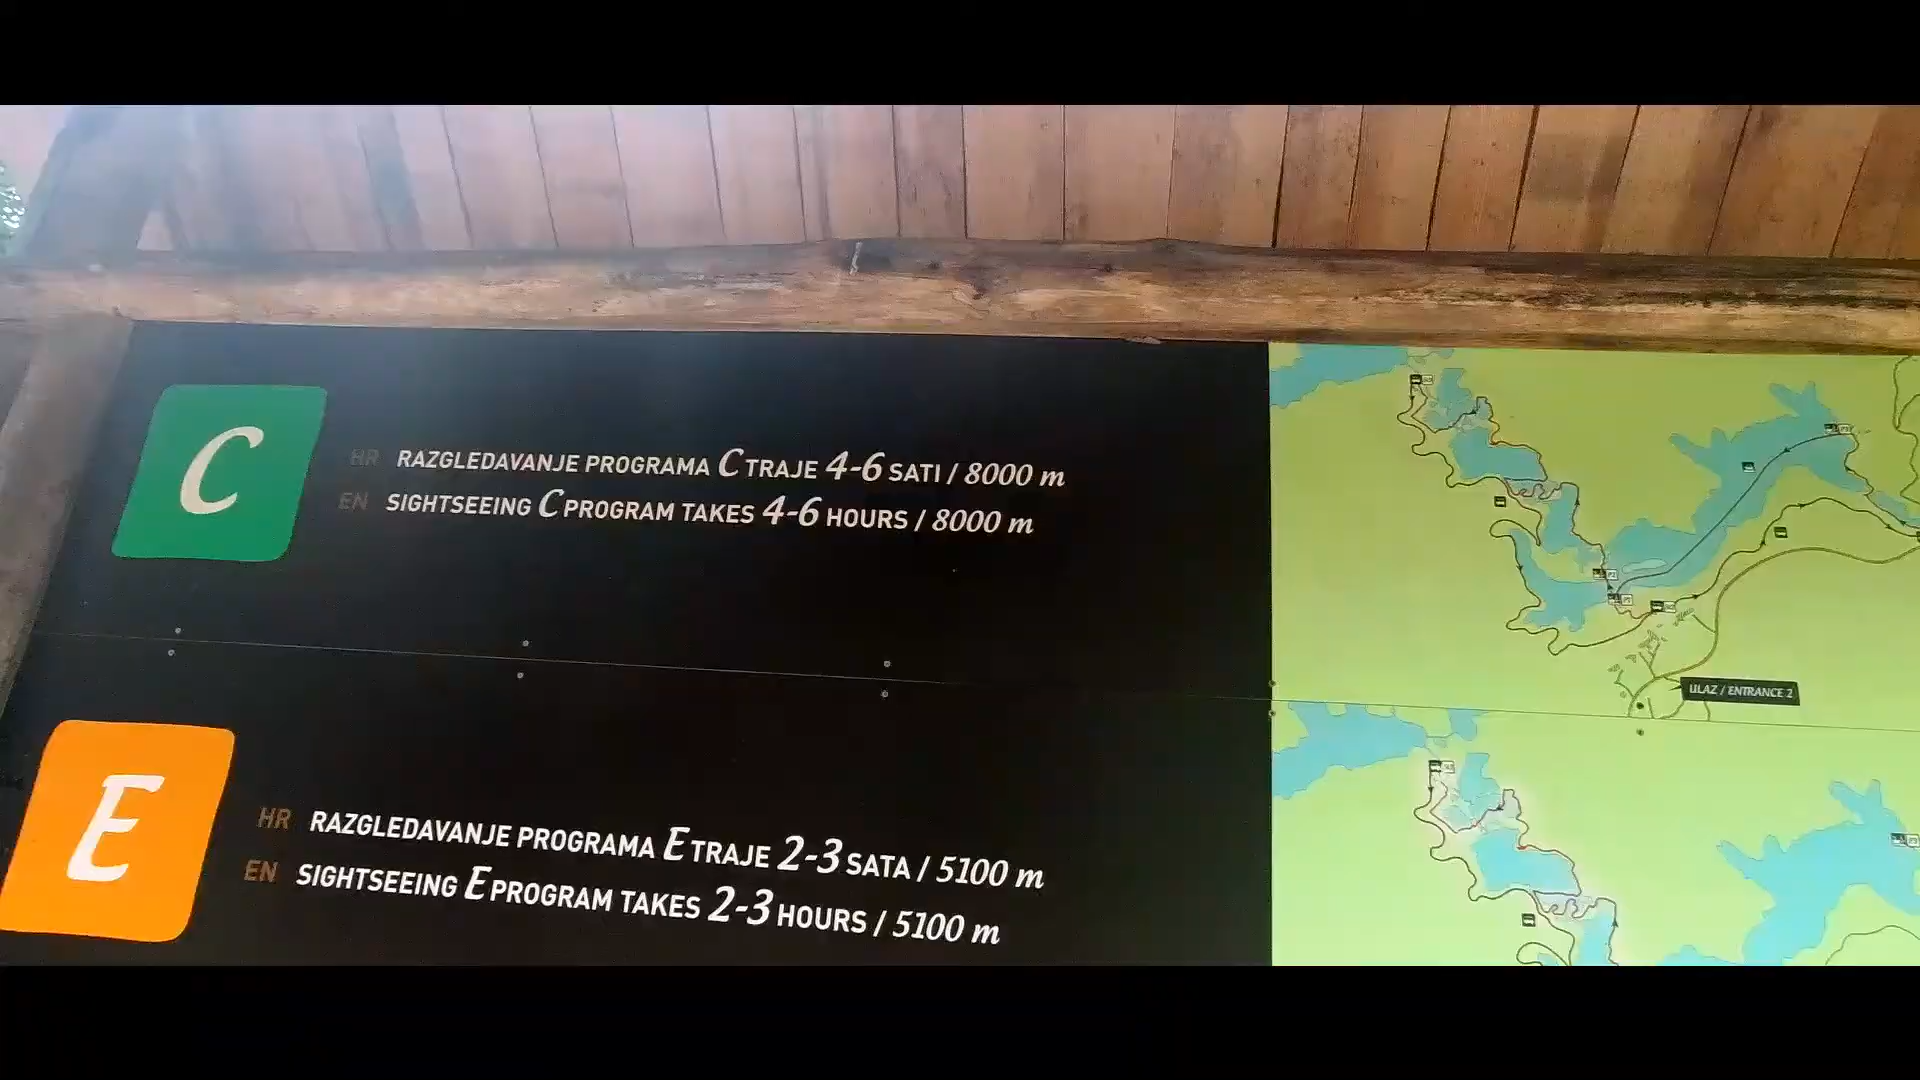 C
HR RAZGLEDAVANJE PROGRAMA C TRAJE 4-6 SATI / 8000 m
EN SIGHTSEEING C PROGRAM TAKES 4-6 HOURS / 8000 m
ULAZ / ENTRANCE 2
E
HR RAZGLEDAVANJE PROGRAMA E TRAJE 2-3 SATA / 5100 m
EN SIGHTSEEING E PROGRAM TAKES 2-3 HOURS / 5100 m